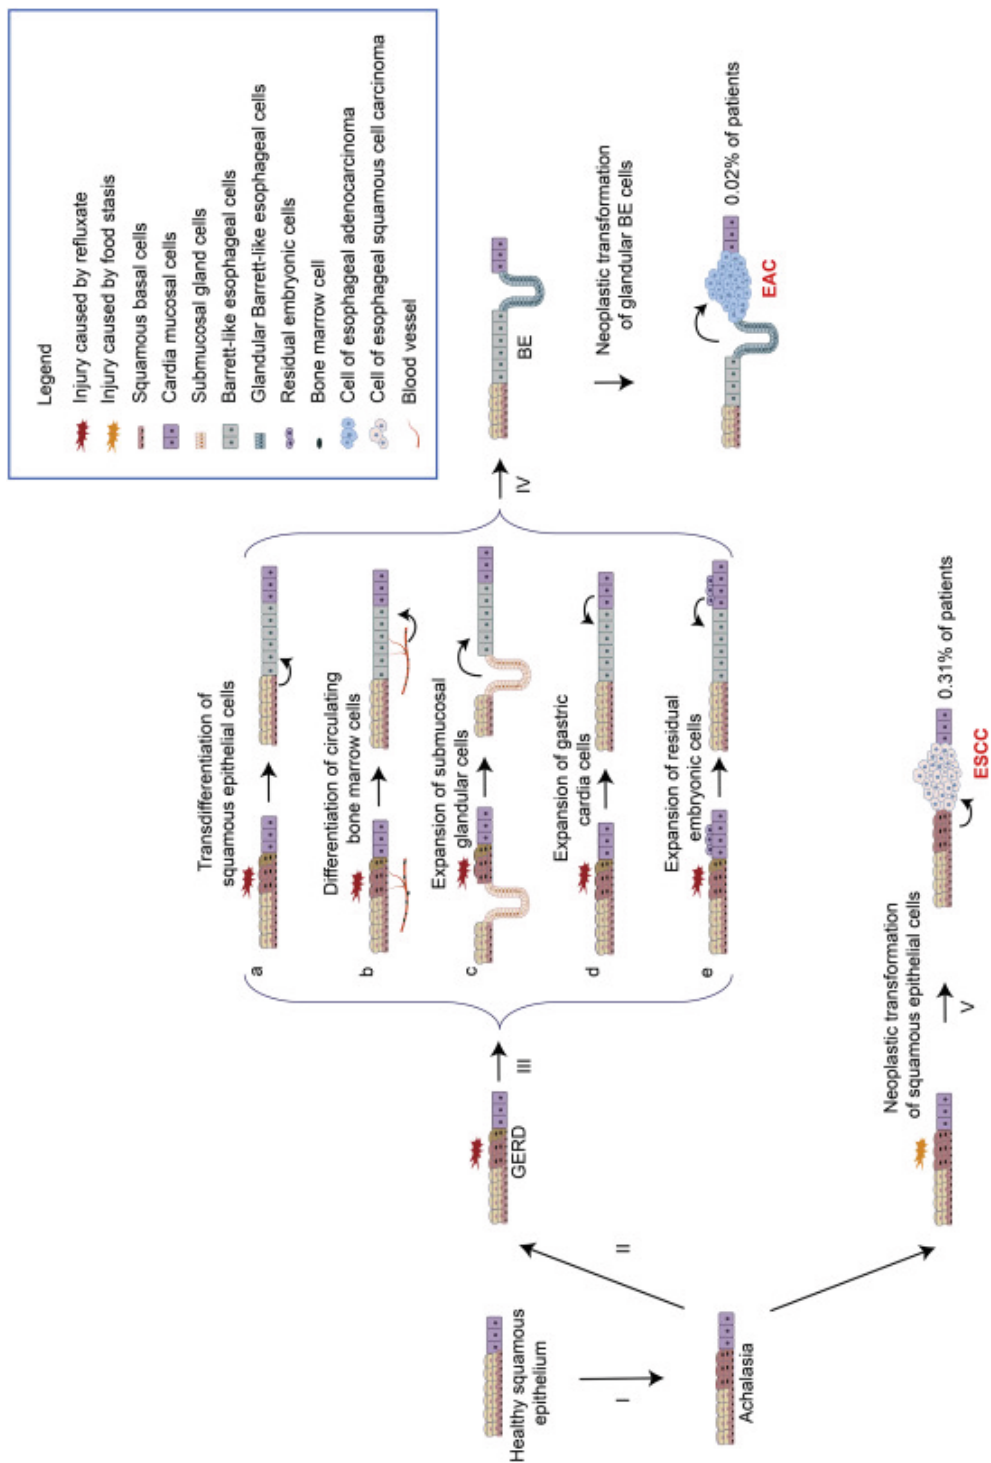 Legend
Injury caused by refluxate
Injury caused by food stasis
Squamous basal cells
Cardia mucosal cells
Submucosal gland cells
Barrett-like esophageal cells
Glandular Barrett-like esophageal cells
Residual embryonic cells
Bone marrow cell
Cell of esophageal adenocarcinoma
Cell of esophageal squamous cell carcinoma
Blood vessel
Healthy squamous
epithelium
I
Achalasia
II
GERD
III
a
Transdifferentiation of
squamous epithelial cells
b
Differentiation of circulating
bone marrow cells
c
Expansion of submucosal
glandular cells
d
Expansion of gastric
cardia cells
e
Expansion of residual
embryonic cells
IV
BE
Neoplastic transformation
of glandular BE cells
EAC
0.02% of patients
Neoplastic transformation
of squamous epithelial cells
V
ESCC
0.31% of patients